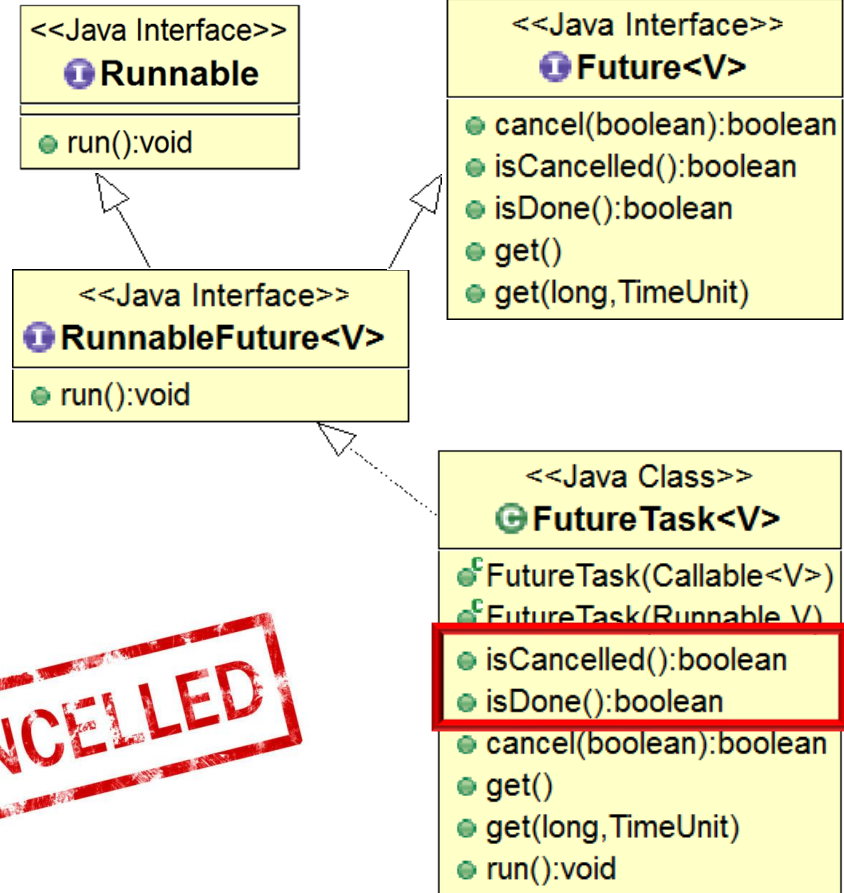 <<Java Interface>>
I Runnable
run():void
<<Java Interface>>
I Future<V>
cancel(boolean):boolean
isCancelled():boolean
isDone():boolean
get()
get(long,TimeUnit)
<<Java Interface>>
I RunnableFuture<V>
run():void
<<Java Class>>
C FutureTask<V>
C FutureTask(Callable<V>)
C FutureTask(Runnable,V)
isCancelled():boolean
isDone():boolean
cancel(boolean):boolean
get()
get(long,TimeUnit)
run():void
NCELLED